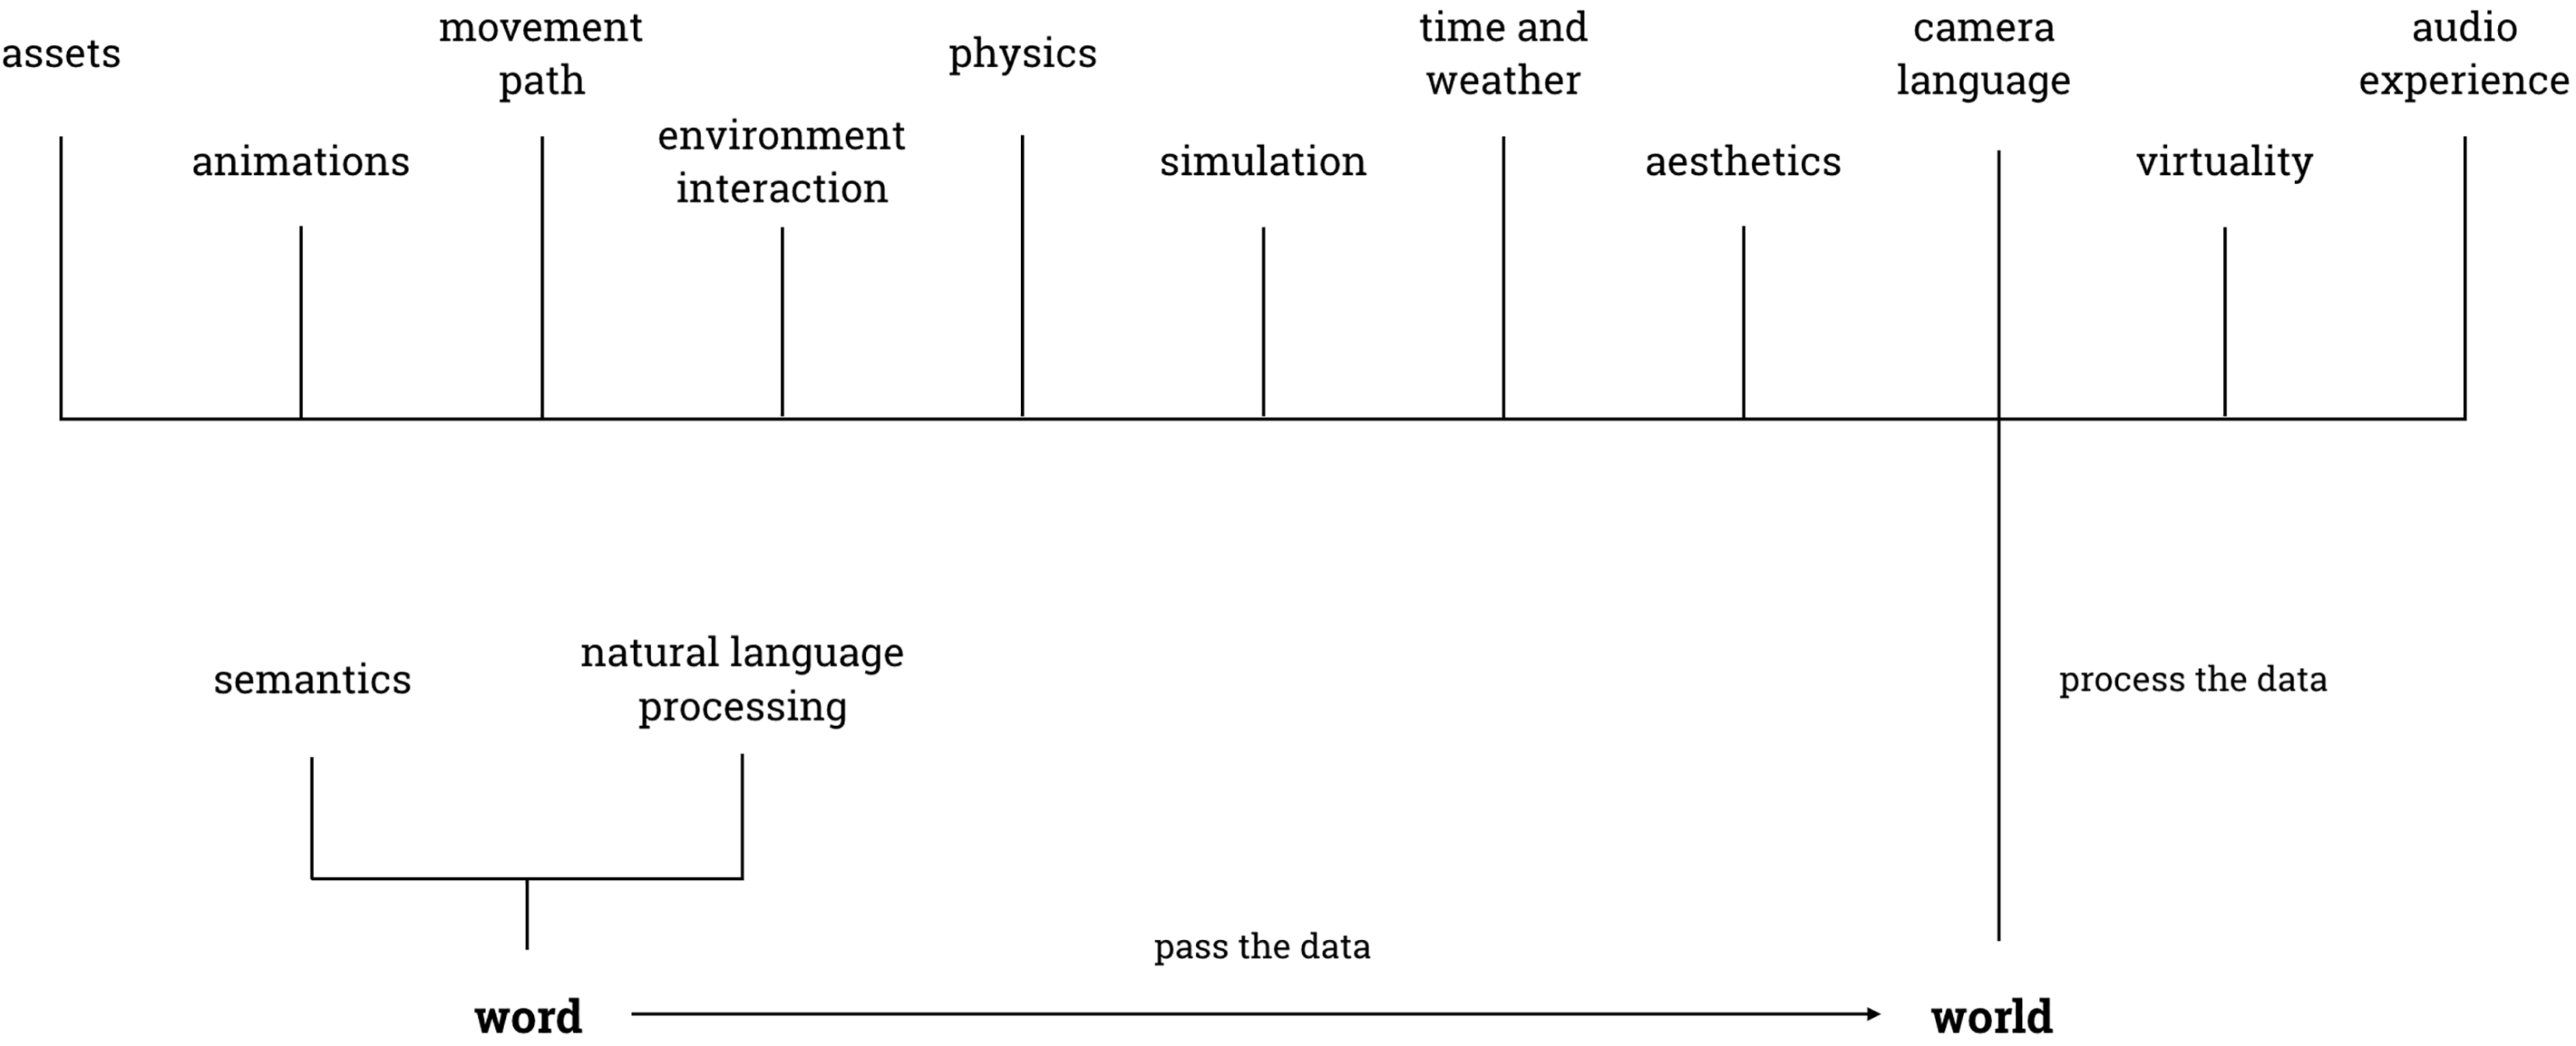 assets
movement
path
physics
time and
weather
camera
language
audio
experience
animations
environment
interaction
simulation
aesthetics
virtuality
semantics
natural language
processing
process the data
pass the data
word
world